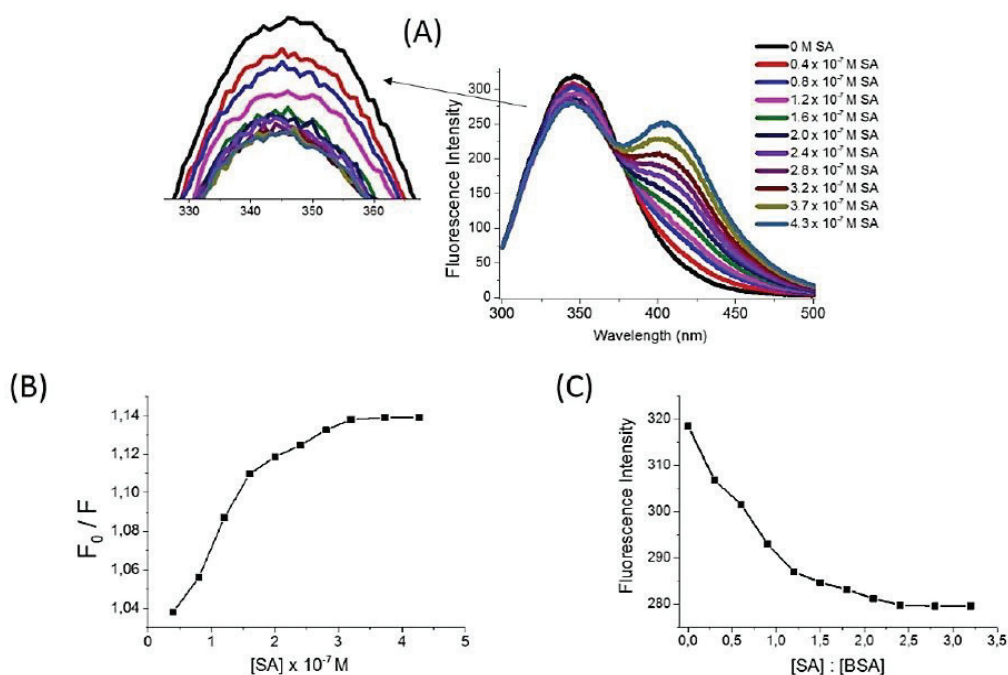 (A)
330 340 350 360
Fluorescence Intensity
300
250
200
150
100
50
0
300 350 400 450 500
Wavelength (nm)
0 M SA
0.4 x 10⁻⁷ M SA
0.8 x 10⁻⁷ M SA
1.2 x 10⁻⁷ M SA
1.6 x 10⁻⁷ M SA
2.0 x 10⁻⁷ M SA
2.4 x 10⁻⁷ M SA
2.8 x 10⁻⁷ M SA
3.2 x 10⁻⁷ M SA
3.7 x 10⁻⁷ M SA
4.3 x 10⁻⁷ M SA
(B)
F₀ / F
1,14
1,12
1,10
1,08
1,06
1,04
0 1 2 3 4 5
[SA] x 10⁻⁷ M
(C)
Fluorescence Intensity
320
310
300
290
280
0,0 0,5 1,0 1,5 2,0 2,5 3,0 3,5
[SA] : [BSA]